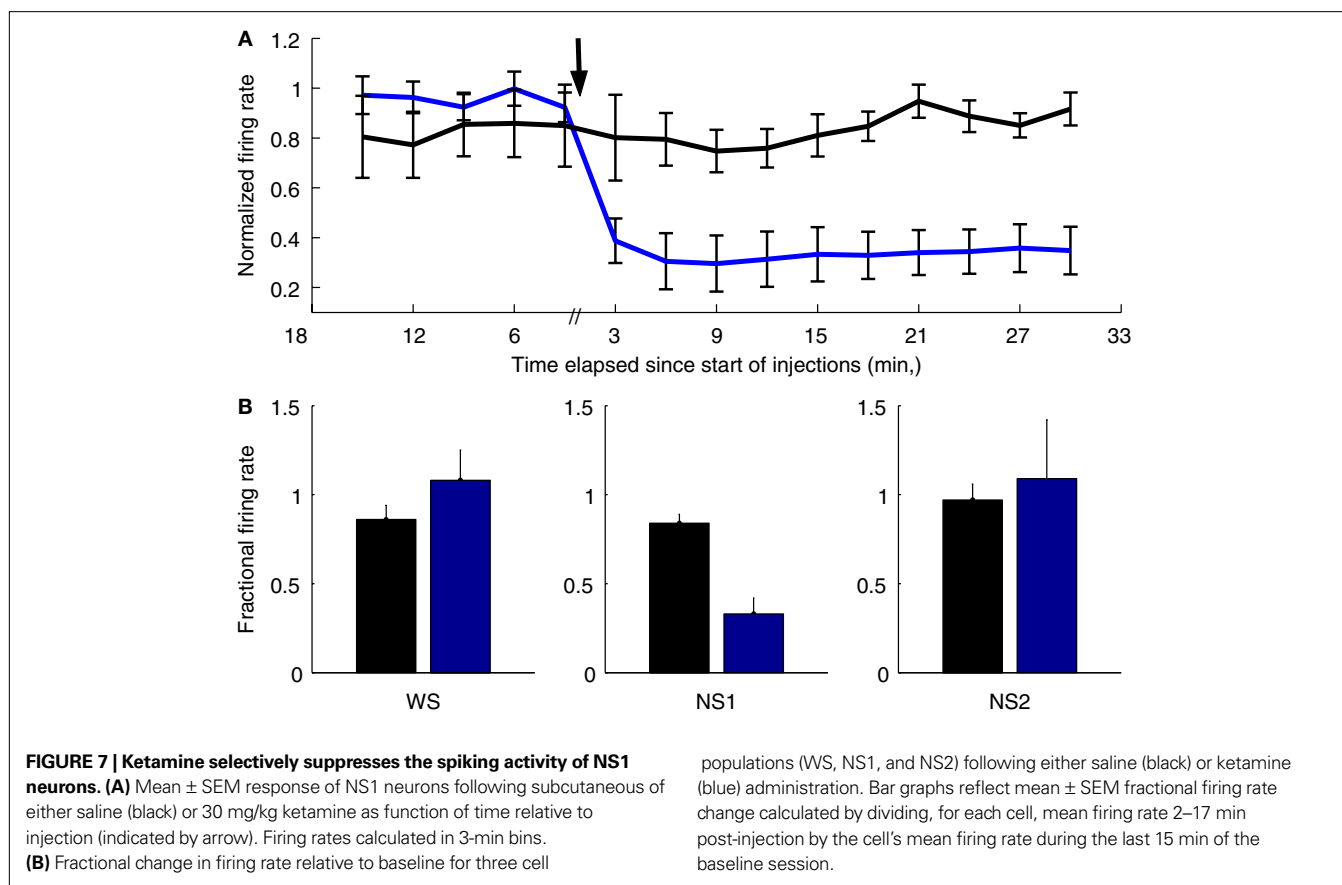 A
1.2
1
0.8
0.6
0.4
0.2
Normalized firing rate
18 12 6 // 3 9 15 21 27 33
Time elapsed since start of injections (min,)
B
Fractional firing rate
1.5
1
0.5
0
WS
1.5
1
0.5
0
NS1
1.5
1
0.5
0
NS2
FIGURE 7 | Ketamine selectively suppresses the spiking activity of NS1
neurons. (A) Mean ± SEM response of NS1 neurons following subcutaneous of
either saline (black) or 30 mg/kg ketamine as function of time relative to
injection (indicated by arrow). Firing rates calculated in 3-min bins.
(B) Fractional change in firing rate relative to baseline for three cell
populations (WS, NS1, and NS2) following either saline (black) or ketamine
(blue) administration. Bar graphs reflect mean ± SEM fractional firing rate
change calculated by dividing, for each cell, mean firing rate 2–17 min
post-injection by the cell's mean firing rate during the last 15 min of the
baseline session.